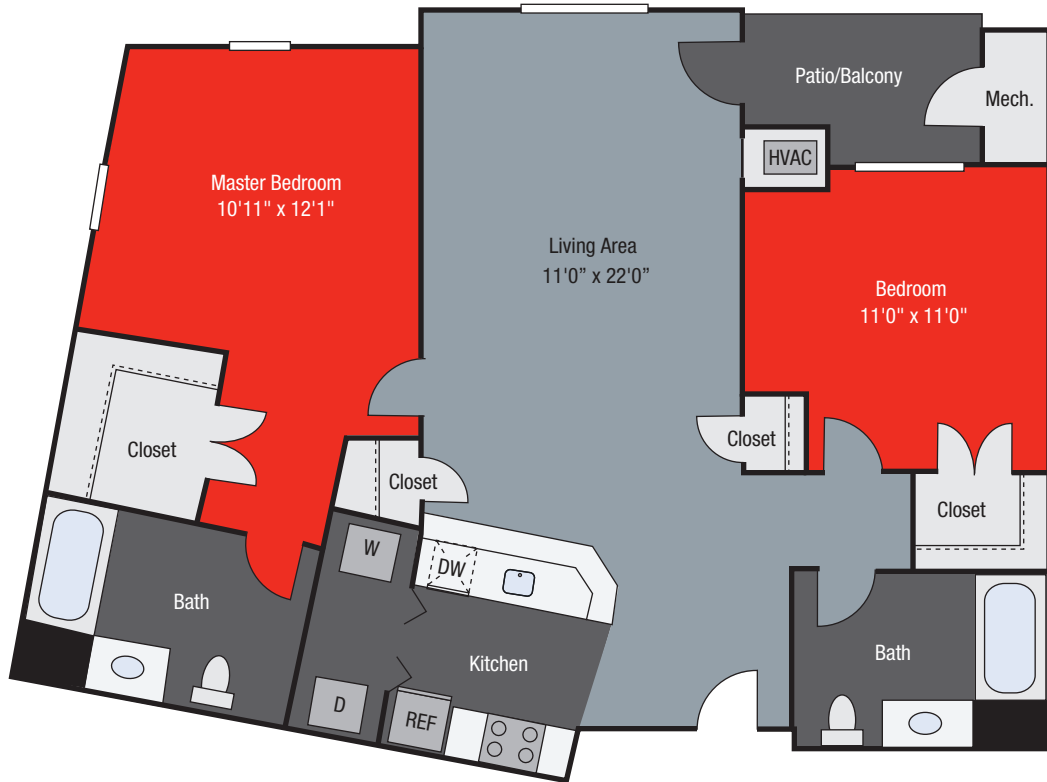 Patio/Balcony
Mech.
HVAC
Master Bedroom
10'11" x 12'1"
Living Area
11'0” x 22'0”
Bedroom
11'0" x 11'0"
Closet
Closet
Closet
Closet
W
DW
Bath
Kitchen
Bath
D
REF